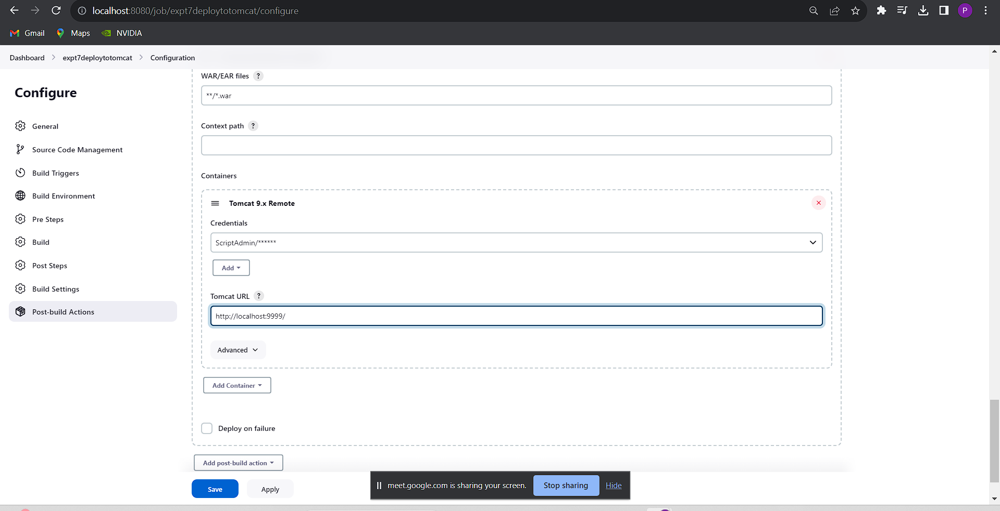 localhost:8080/job/expt7deploytotomcat/configure
P
Gmail Maps NVIDIA
Dashboard expt7deploytotomcat Configuration
Configure
General
Source Code Management
Build Triggers
Build Environment
Pre Steps
Build
Post Steps
Build Settings
Post-build Actions
WAR/EAR files ?
**/*.war
Context path ?
Containers
Tomcat 9.x Remote
Credentials
ScriptAdmin/******
Add
Tomcat URL ?
http://localhost:9999/
Advanced
Add Container
Deploy on failure
Add post-build action
Save Apply
meet.google.com is sharing your screen. Stop sharing Hide